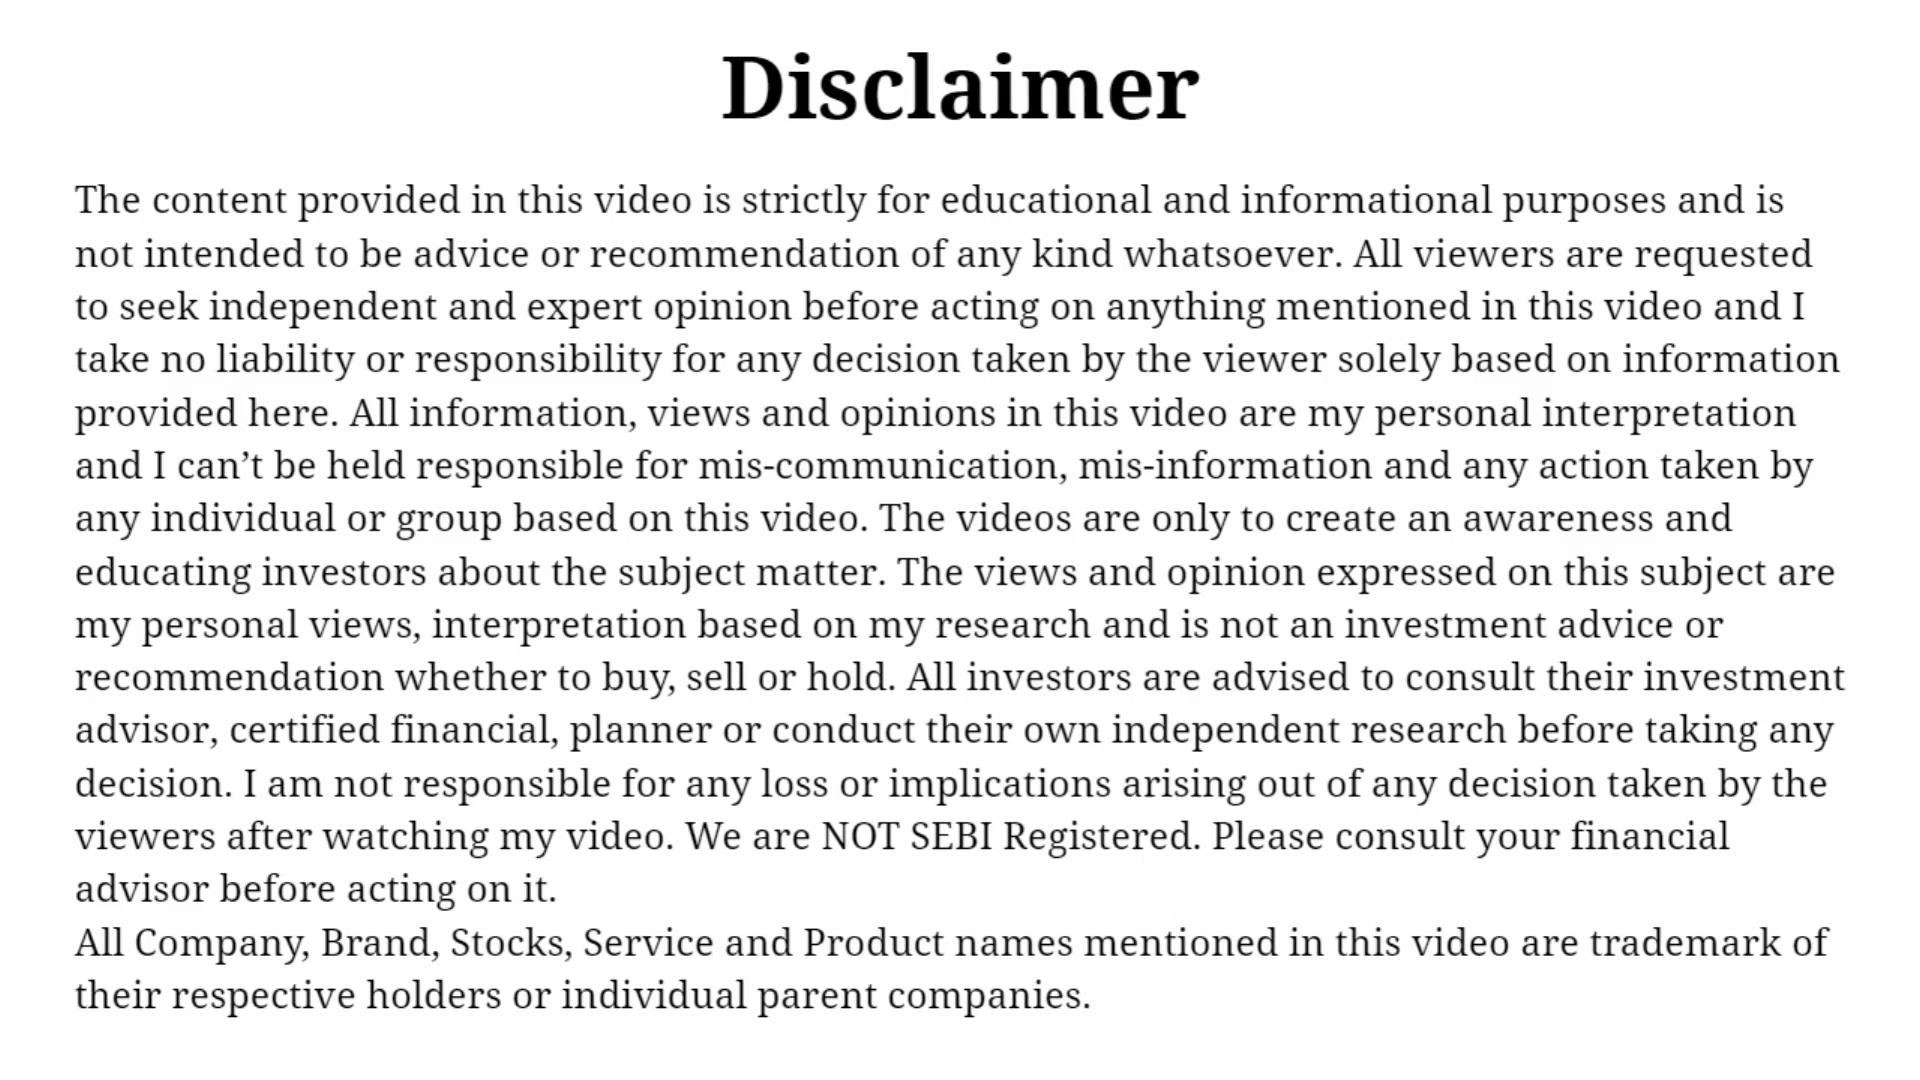 Disclaimer
The content provided in this video is strictly for educational and informational purposes and is
not intended to be advice or recommendation of any kind whatsoever. All viewers are requested
to seek independent and expert opinion before acting on anything mentioned in this video and I
take no liability or responsibility for any decision taken by the viewer solely based on information
provided here. All information, views and opinions in this video are my personal interpretation
and I can’t be held responsible for mis-communication, mis-information and any action taken by
any individual or group based on this video. The videos are only to create an awareness and
educating investors about the subject matter. The views and opinion expressed on this subject are
my personal views, interpretation based on my research and is not an investment advice or
recommendation whether to buy, sell or hold. All investors are advised to consult their investment
advisor, certified financial, planner or conduct their own independent research before taking any
decision. I am not responsible for any loss or implications arising out of any decision taken by the
viewers after watching my video. We are NOT SEBI Registered. Please consult your financial
advisor before acting on it.
All Company, Brand, Stocks, Service and Product names mentioned in this video are trademark of
their respective holders or individual parent companies.